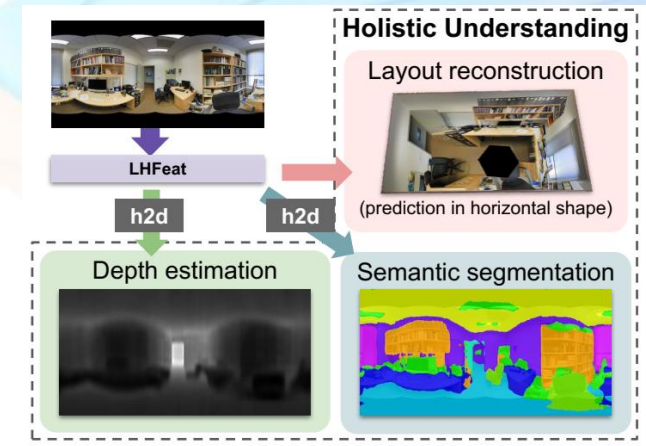 Holistic Understanding
Layout reconstruction
(prediction in horizontal shape)
LHFeat
h2d
h2d
Depth estimation
Semantic segmentation